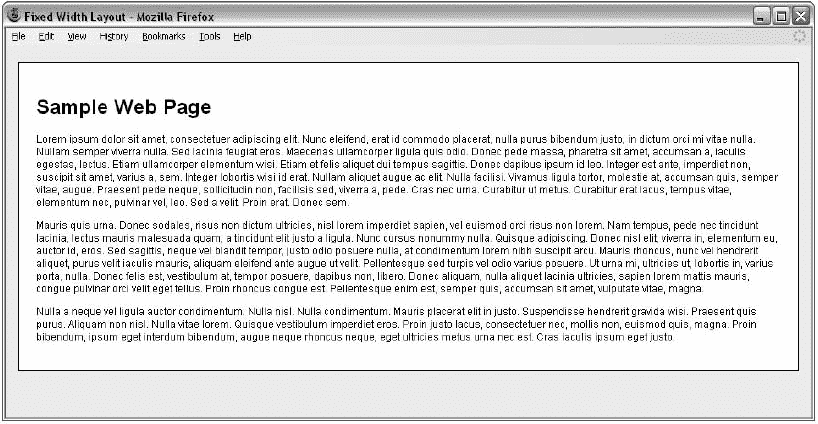 Fixed Width Layout - Mozilla Firefox
File Edit View History Bookmarks Tools Help
Sample Web Page
Lorem ipsum dolor sit amet, consectetuer adipiscing elit. Nunc eleifend, erat id commodo placerat, nulla purus bibendum justo, in dictum orci mi vitae nulla.
Nullam semper viverra nulla. Sed lacinia feugiat eros. Maecenas ullamcorper ligula quis odio. Donec pede massa, pharetra sit amet, accumsan a, iaculis
egestas, lectus. Etiam ullamcorper elementum wisi. Etiam et felis aliquet dui tempus sagittis. Donec dapibus ipsum id leo. Integer est ante, imperdiet non,
suscipit sit amet, varius a, sem. Integer lobortis wisi id erat. Nullam aliquet augue ac elit. Nulla facilisi. Vivamus ligula tortor, molestie at, accumsan quis, semper
vitae, augue. Praesent pede neque, sollicitudin non, facilisis sed, viverra a, pede. Cras nec urna. Curabitur ut metus. Curabitur erat lacus, tempus vitae,
elementum nec, pulvinar vel, leo. Sed a velit. Proin erat. Donec sem.
Mauris quis urna. Donec sodales, risus non dictum ultricies, nisl lorem imperdiet sapien, vel euismod orci risus non lorem. Nam tempus, pede nec tincidunt
lacinia, lectus mauris malesuada quam, a tincidunt elit justo a ligula. Nunc cursus nonummy nulla. Quisque adipiscing. Donec nisl elit, viverra in, elementum eu,
auctor id, eros. Sed sagittis, neque vel blandit tempor, justo odio posuere nulla, at condimentum lorem nibh suscipit arcu. Mauris rhoncus, nunc vel hendrerit
aliquet, purus velit iaculis mauris, aliquam eleifend ante augue ut velit. Pellentesque sed turpis vel odio varius posuere. Ut urna mi, ultricies ut, lobortis in, varius
porta, nulla. Donec felis est, vestibulum at, tempor posuere, dapibus non, libero. Donec aliquam, nulla aliquet lacinia ultricies, sapien lorem mattis mauris,
congue pulvinar orci velit eget tellus. Proin rhoncus congue est. Pellentesque enim est, semper quis, accumsan sit amet, vulputate vitae, magna.
Nulla a neque vel ligula auctor condimentum. Nulla nisl. Nulla condimentum. Mauris placerat elit in justo. Suspendisse hendrerit gravida wisi. Praesent quis
purus. Aliquam non nisl. Nulla vitae lorem. Quisque vestibulum imperdiet eros. Proin justo lacus, consectetuer nec, mollis non, euismod quis, magna. Proin
bibendum, ipsum eget interdum bibendum, augue neque rhoncus neque, eget ultricies metus urna nec est. Cras iaculis ipsum eget justo.